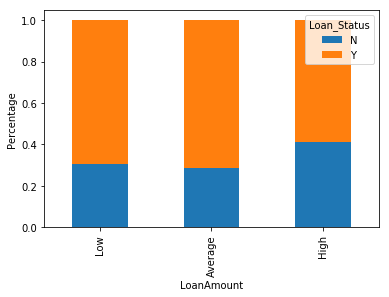 1.0
0.8
0.6
0.4
0.2
0.0
Percentage
Loan_Status
N
Y
Low
Average
High
LoanAmount